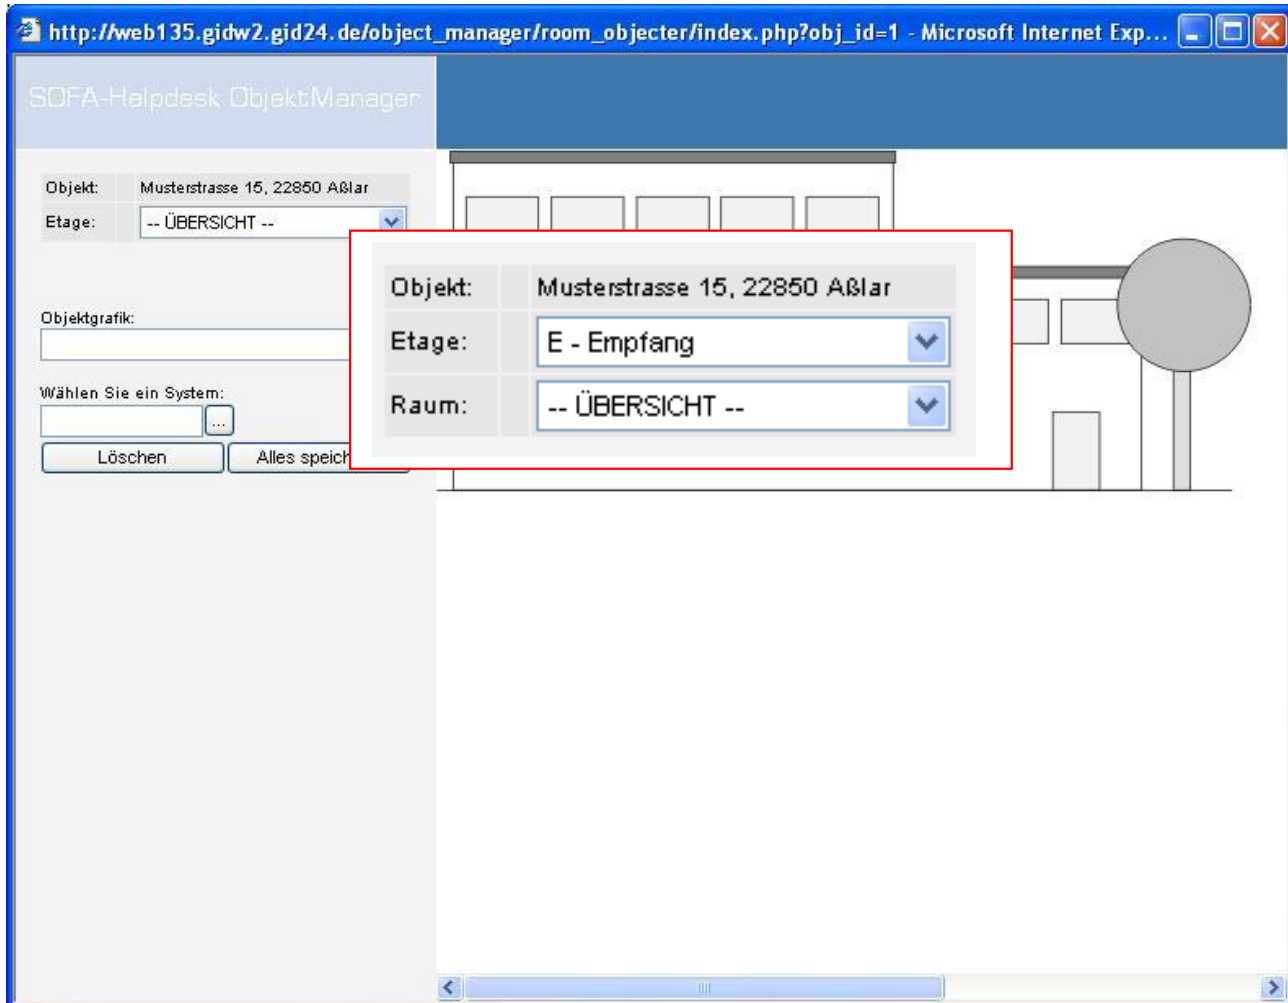 http://web135.gidw2.gid24.de/object_manager/room_objecter/index.php?obj_id=1 - Microsoft Internet Exp...
SOFA-Helpdesk ObjektManager
Objekt: Musterstrasse 15, 22850 Aßlar
Etage: -- ÜBERSICHT --
Objektgrafik:
Wählen Sie ein System:
...
Löschen Alles speich
Objekt: Musterstrasse 15, 22850 Aßlar
Etage: E - Empfang
Raum: -- ÜBERSICHT --